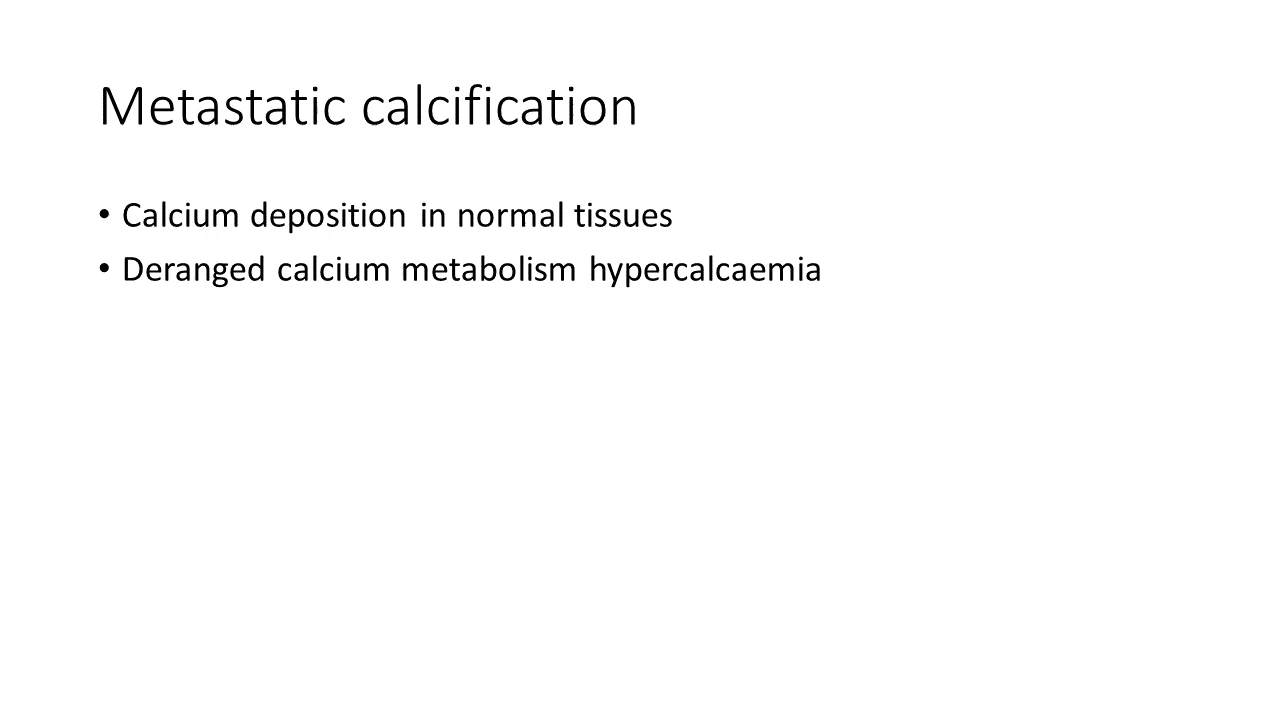 Metastatic calcification
• Calcium deposition in normal tissues
• Deranged calcium metabolism hypercalcaemia